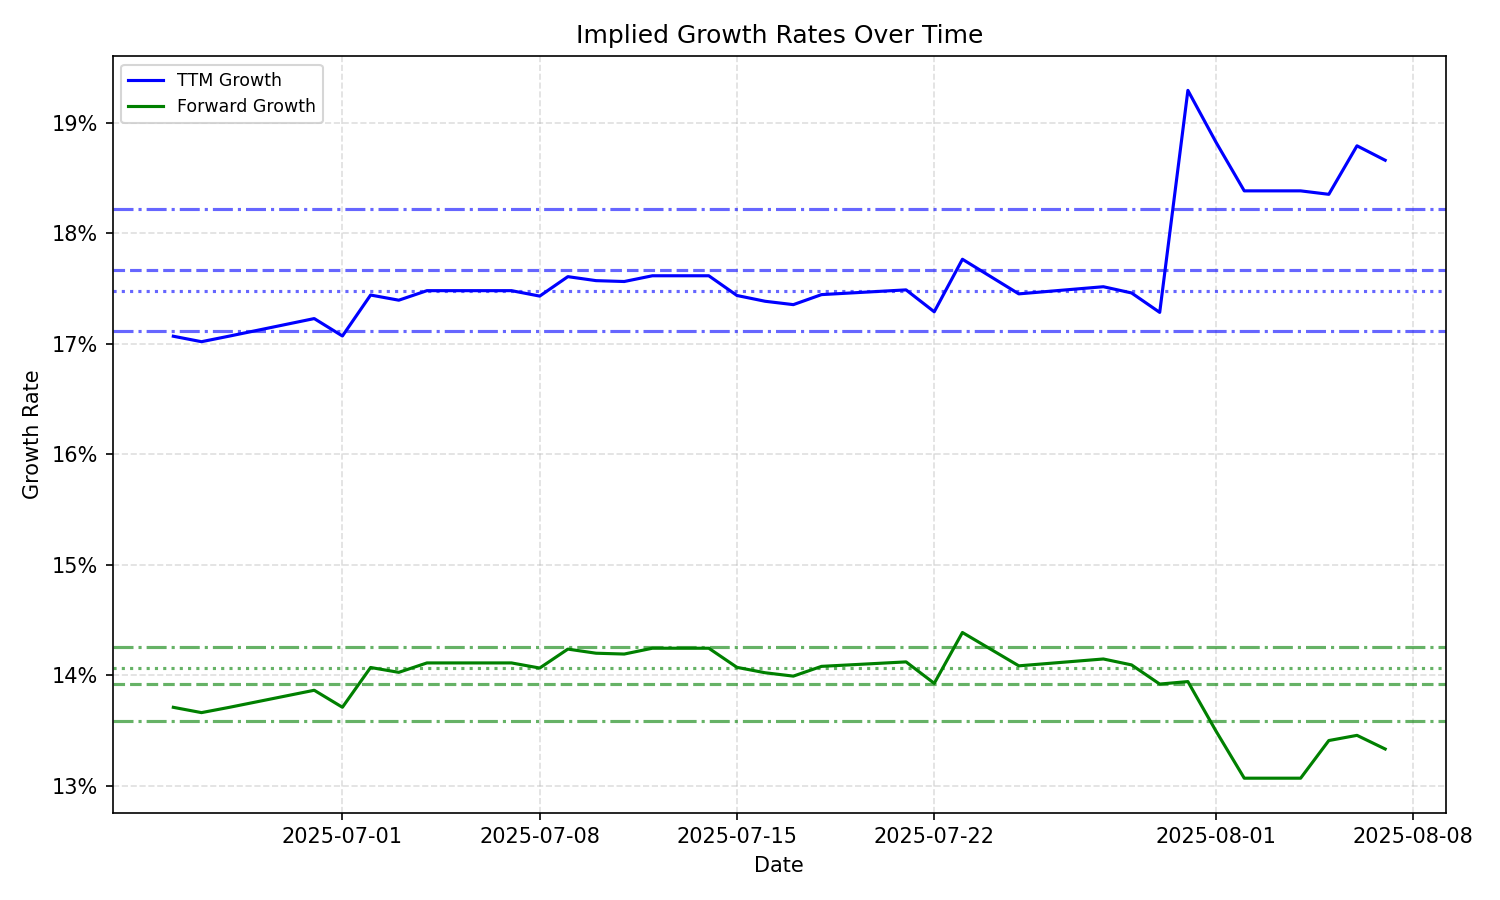 Implied Growth Rates Over Time
TTM Growth
Forward Growth
19%
18%
17%
16%
15%
14%
13%
Growth Rate
2025-07-01
2025-07-08
2025-07-15
2025-07-22
2025-08-01
2025-08-08
Date